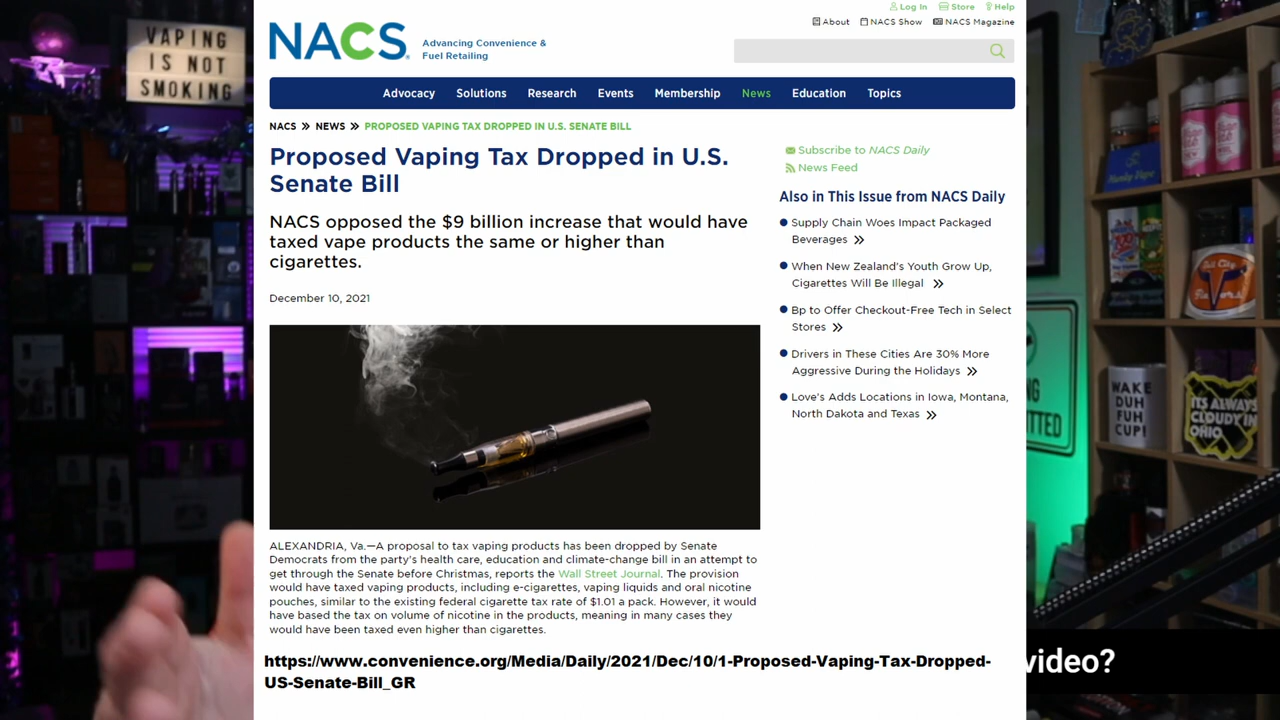 VAPING
IS NOT
SMOKING
Log In Store Help
About NACS Show NACS Magazine
NACS
Advancing Convenience &
Fuel Retailing
Advocacy Solutions Research Events Membership News Education Topics
NACS » NEWS » PROPOSED VAPING TAX DROPPED IN U.S. SENATE BILL
Proposed Vaping Tax Dropped in U.S.
Senate Bill
NACS opposed the $9 billion increase that would have
taxed vape products the same or higher than
cigarettes.
December 10, 2021
ALEXANDRIA, Va.—A proposal to tax vaping products has been dropped by Senate
Democrats from the party's health care, education and climate-change bill in an attempt to
get through the Senate before Christmas, reports the Wall Street Journal. The provision
would have taxed vaping products, including e-cigarettes, vaping liquids and oral nicotine
pouches, similar to the existing federal cigarette tax rate of $1.01 a pack. However, it would
have based the tax on volume of nicotine in the products, meaning in many cases they
would have been taxed even higher than cigarettes.
Subscribe to NACS Daily
News Feed
Also in This Issue from NACS Daily
Supply Chain Woes Impact Packaged
Beverages »
When New Zealand's Youth Grow Up,
Cigarettes Will Be Illegal »
Bp to Offer Checkout-Free Tech in Select
Stores »
Drivers in These Cities Are 30% More
Aggressive During the Holidays »
Love's Adds Locations in Iowa, Montana,
North Dakota and Texas »
https://www.convenience.org/Media/Daily/2021/Dec/10/1-Proposed-Vaping-Tax-Dropped-
US-Senate-Bill_GR
video?
WAKE
DUH
FUH
CUP!
ITS ALWAYS
CLOUDY IN
OHIO